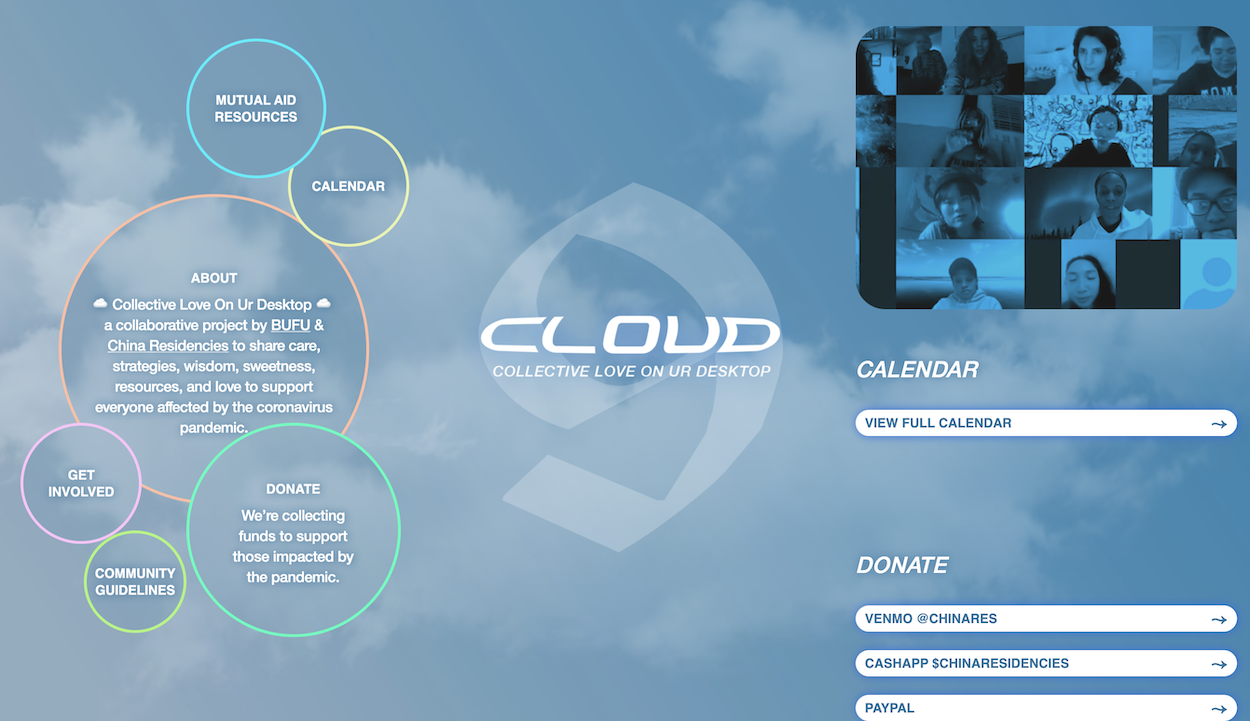 MUTUAL AID
RESOURCES
CALENDAR
ABOUT
☁️ Collective Love On Ur Desktop ☁️
a collaborative project by BUFU &
China Residencies to share care,
strategies, wisdom, sweetness,
resources, and love to support
everyone affected by the coronavirus
pandemic.
GET
INVOLVED
COMMUNITY
GUIDELINES
DONATE
We're collecting
funds to support
those impacted by
the pandemic.
9
CLOUD
COLLECTIVE LOVE ON UR DESKTOP
CALENDAR
VIEW FULL CALENDAR
DONATE
VENMO @CHINARES
CASHAPP $CHINARESIDENCIES
PAYPAL